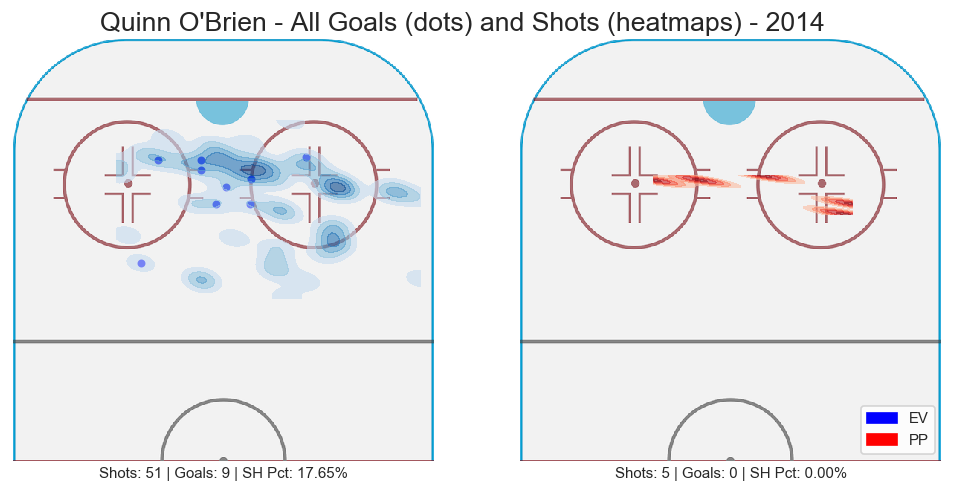 Quinn O'Brien - All Goals (dots) and Shots (heatmaps) - 2014
EV
PP
Shots: 51 | Goals: 9 | SH Pct: 17.65%
Shots: 5 | Goals: 0 | SH Pct: 0.00%